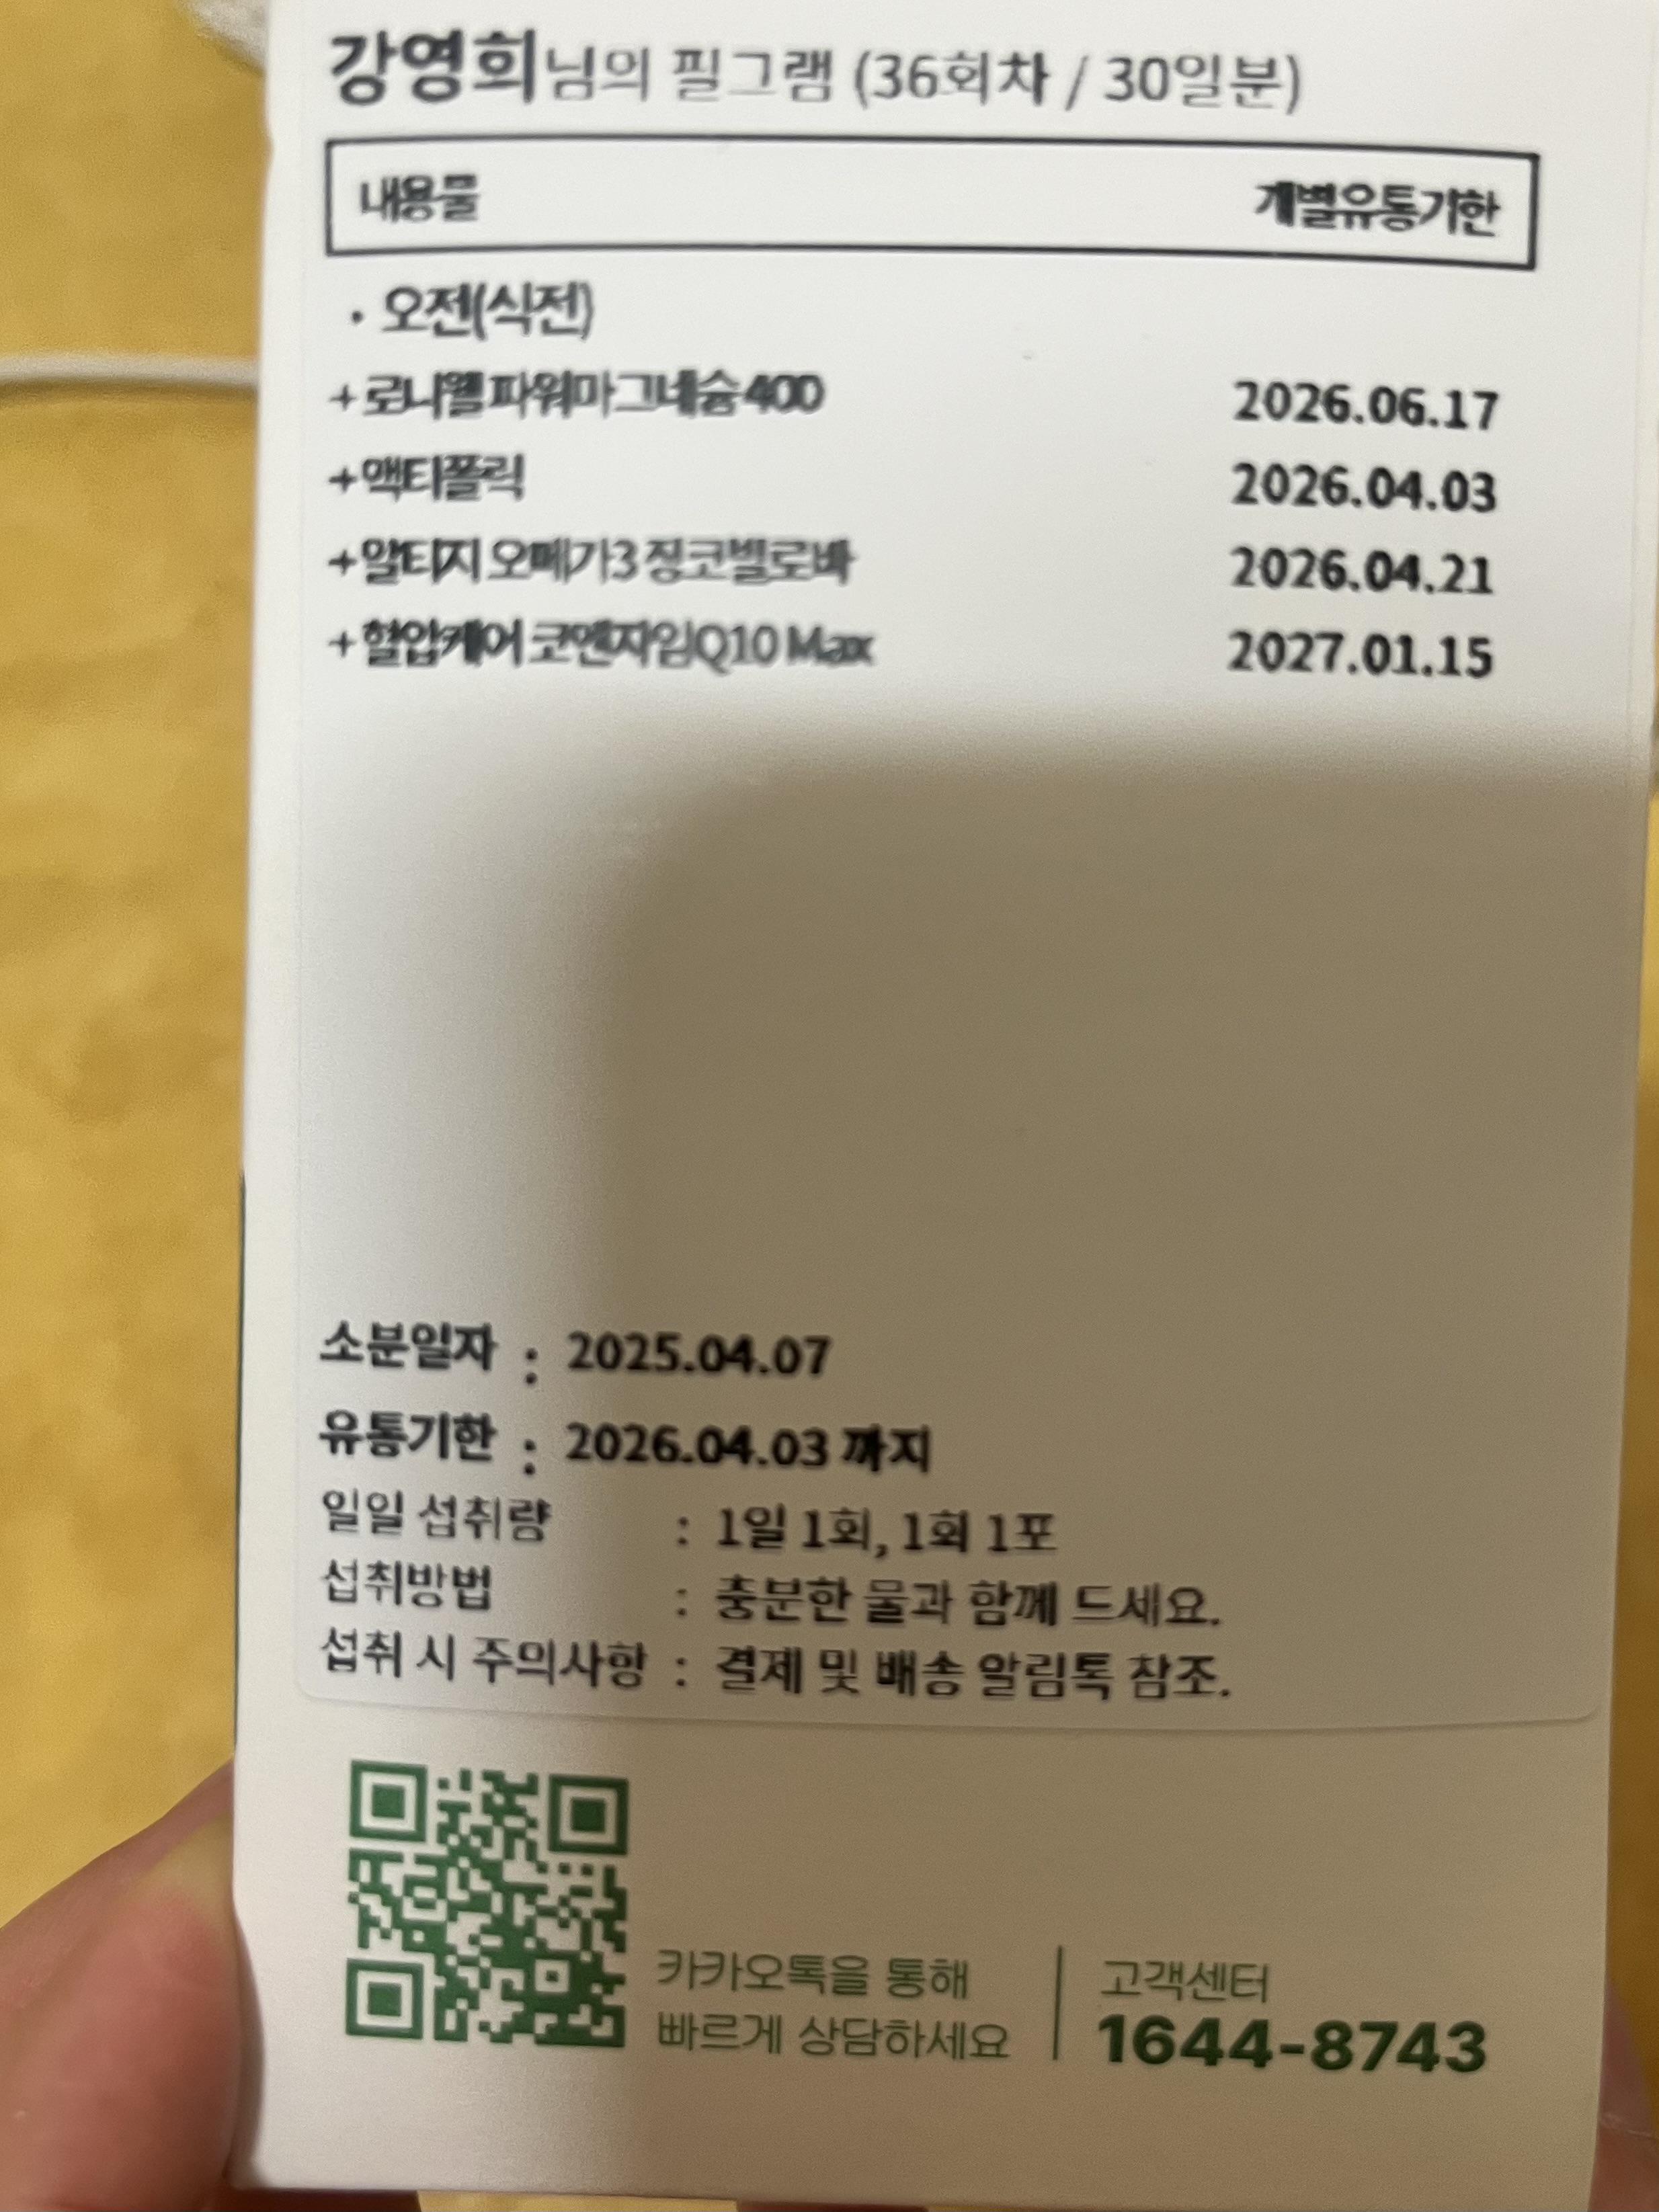 강영희님의 필그램 (36회차 / 30일분)
내용물 개별유통기한
· 오전(식전)
+ 로니웰 파워마그네슘 400 2026.06.17
+ 액티폴릭 2026.04.03
+ 알티지 오메가3 징코빌로바 2026.04.21
+ 혈압케어 코엔자임Q10 Max 2027.01.15
소분일자 : 2025.04.07
유통기한 : 2026.04.03 까지
일일 섭취량 : 1일 1회, 1회 1포
섭취방법 : 충분한 물과 함께 드세요.
섭취 시 주의사항 : 결제 및 배송 알림톡 참조.
카카오톡을 통해
빠르게 상담하세요
고객센터
1644-8743